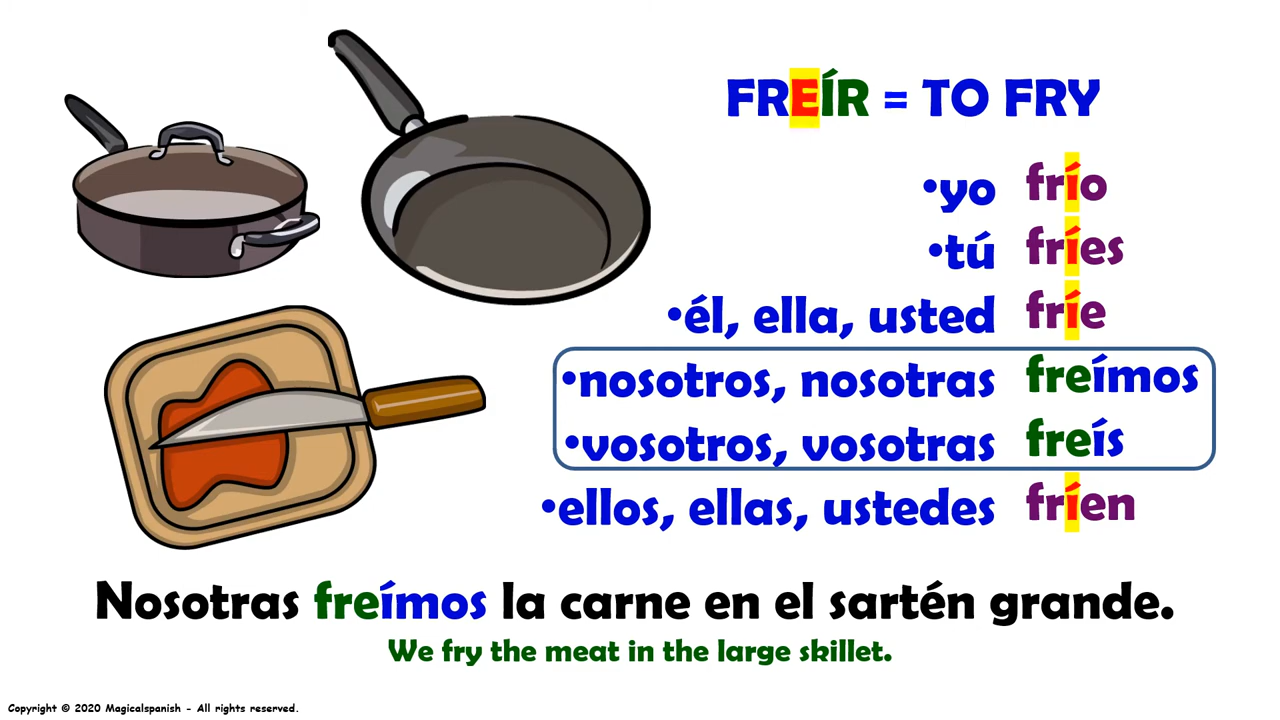 FREÍR = TO FRY
•yo frío
•tú fríes
•él, ella, usted fríe
•nosotros, nosotras freímos
•vosotros, vosotras freís
•ellos, ellas, ustedes fríen
Nosotras freímos la carne en el sartén grande.
We fry the meat in the large skillet.
Copyright © 2020 Magicalspanish - All rights reserved.